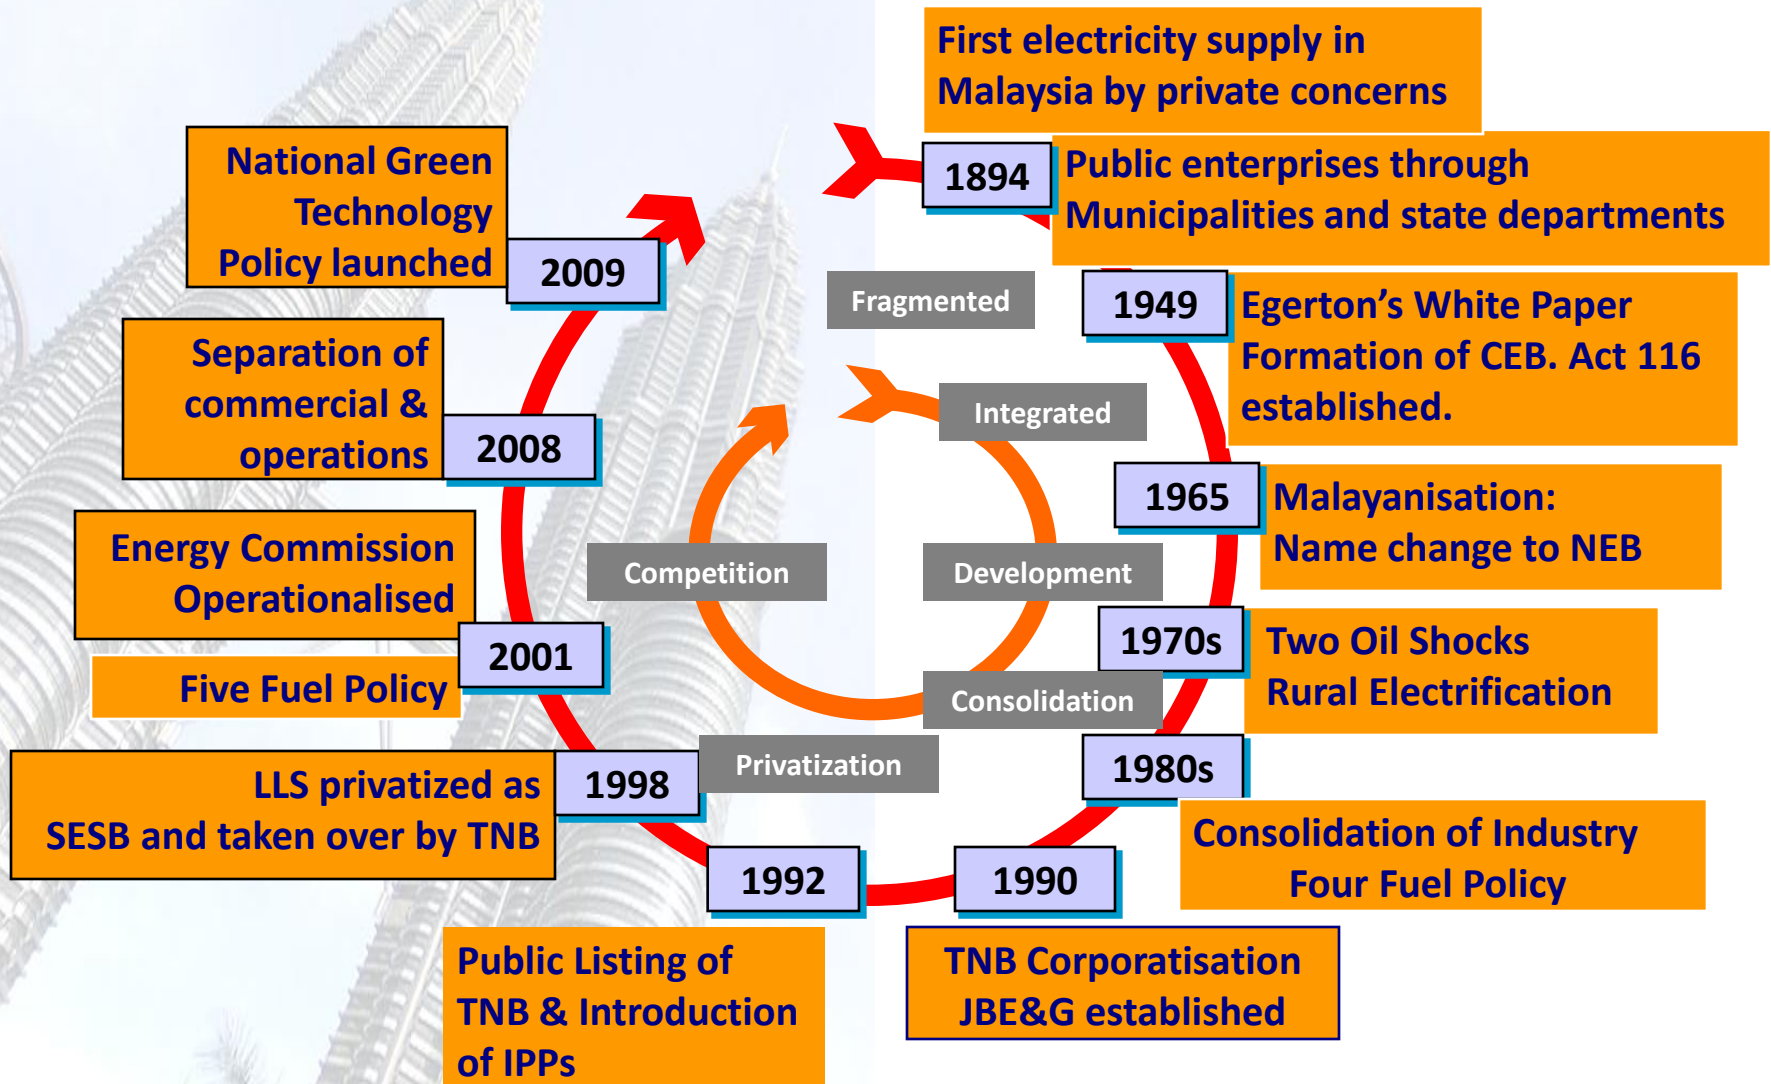 First electricity supply in
Malaysia by private concerns
1894
Public enterprises through
Municipalities and state departments
1949
Egerton's White Paper
Formation of CEB. Act 116
established.
1965
Malayanisation:
Name change to NEB
1970s
Two Oil Shocks
Rural Electrification
1980s
Consolidation of Industry
Four Fuel Policy
1990
TNB Corporatisation
JBE&G established
1992
Public Listing of
TNB & Introduction
of IPPs
1998
LLS privatized as
SESB and taken over by TNB
2001
Energy Commission
Operationalised
Five Fuel Policy
2008
Separation of
commercial &
operations
2009
National Green
Technology
Policy launched
Fragmented
Integrated
Development
Consolidation
Privatization
Competition